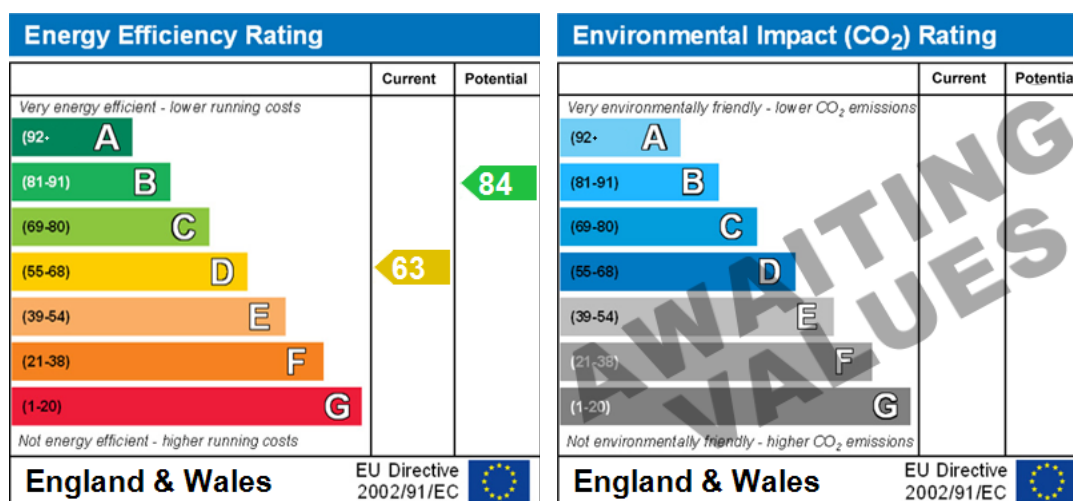 Energy Efficiency Rating
Current Potential
Very energy efficient - lower running costs
(92+ A
(81-91) B
84
(69-80) C
(55-68) D
63
(39-54) E
(21-38) F
(1-20) G
Not energy efficient - higher running costs
England & Wales
EU Directive
2002/91/EC
Environmental Impact (CO₂) Rating
Current Potentia
Very environmentally friendly - lower CO₂ emissions
(92+ A
(81-91) B
(69-80) C
(55-68) D
(39-54) E
(21-38) F
(1-20) G
Not environmentally friendly - higher CO₂ emissions
AWAITING
VALUES
England & Wales
EU Directive
2002/91/EC